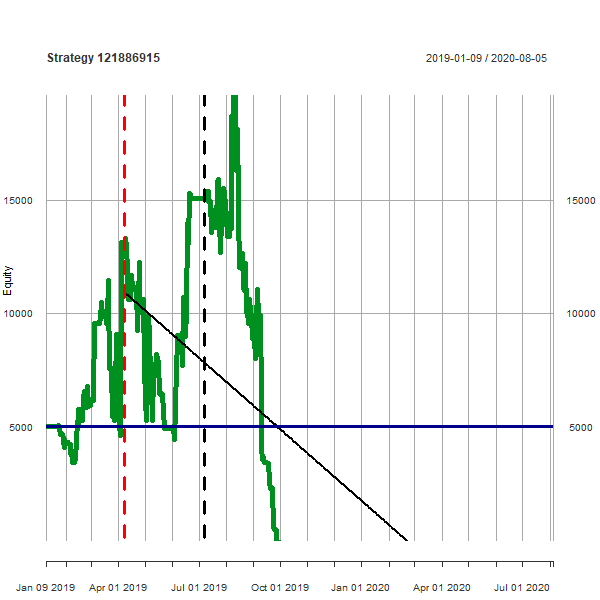 Strategy 121886915
2019-01-09 / 2020-08-05
15000
15000
Equity
10000
10000
5000
5000
Jan 09 2019
Apr 01 2019
Jul 01 2019
Oct 01 2019
Jan 01 2020
Apr 01 2020
Jul 01 2020